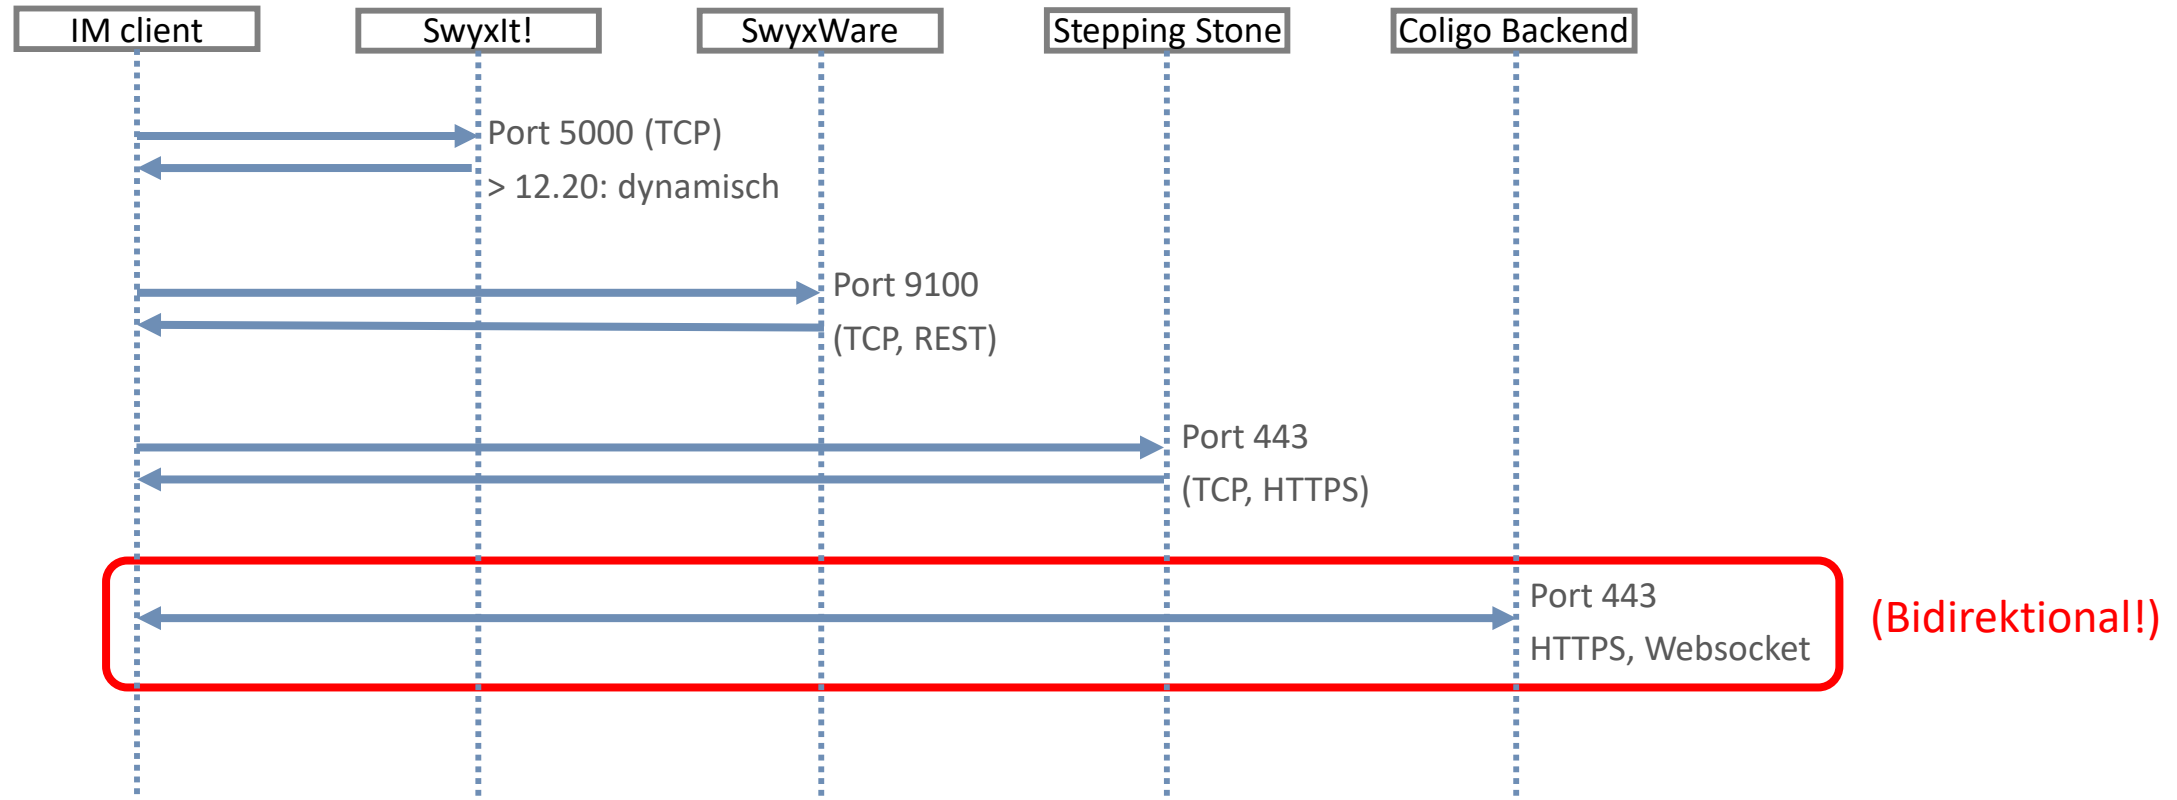 IM client
SwyxIt!
SwyxWare
Stepping Stone
Coligo Backend
Port 5000 (TCP)
> 12.20: dynamisch
Port 9100
(TCP, REST)
Port 443
(TCP, HTTPS)
Port 443
HTTPS, Websocket
(Bidirektional!)